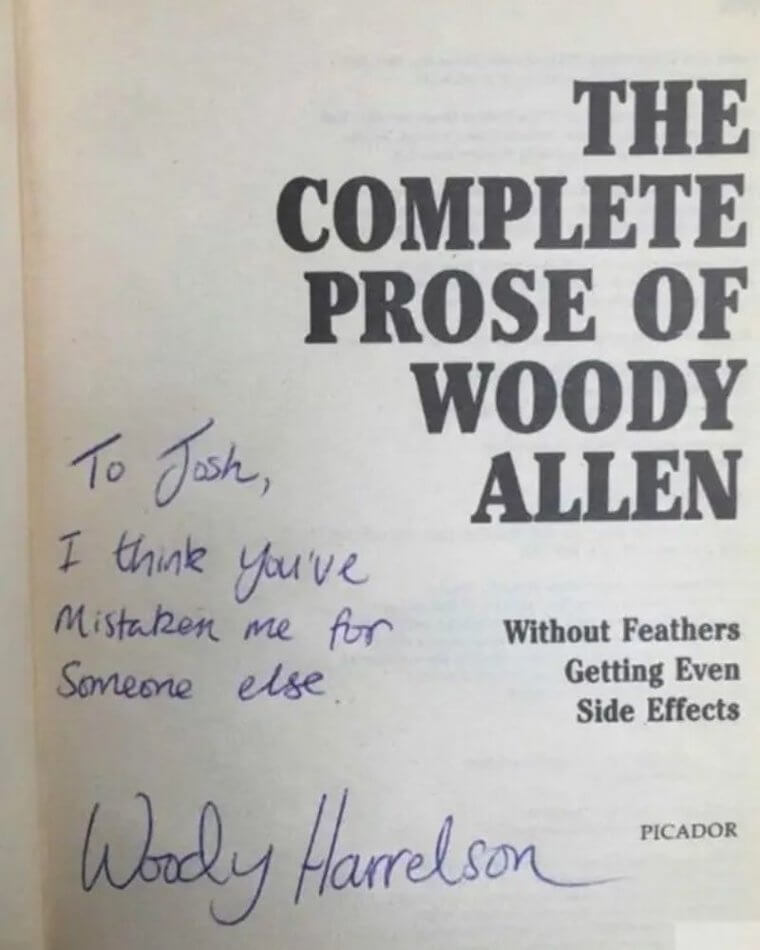 THE
COMPLETE
PROSE OF
WOODY
ALLEN
To Josh,
I think you've
Mistaken me for
Someone else.
Without Feathers
Getting Even
Side Effects
Woody Harrelson
PICADOR